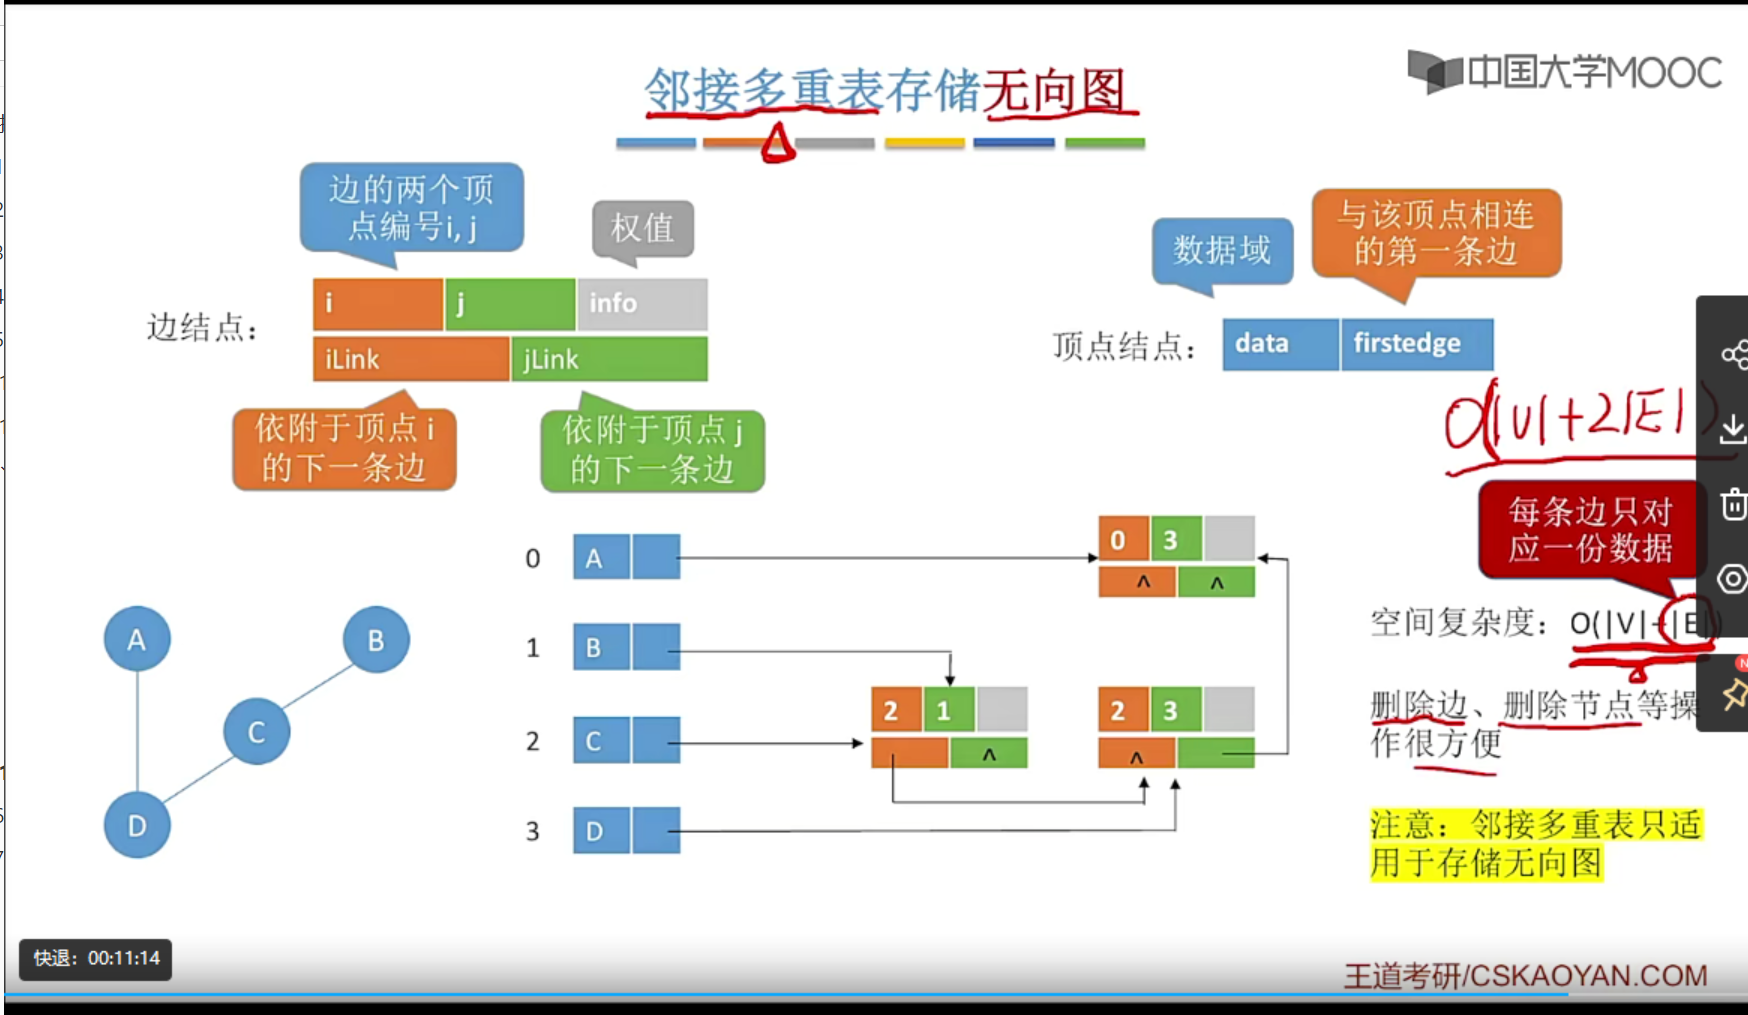 中国大学MOOC
邻接多重表存储无向图
边的两个顶
点编号i, j
权值
数据域
与该顶点相连
的第一条边
边结点：
i
j
info
iLink
jLink
顶点结点：
data
firstedge
依附于顶点 i
的下一条边
依附于顶点 j
的下一条边
O(|V|+2|E|)
每条边只对
应一份数据
0
A
0
3
^
^
1
B
2
1
^
2
C
2
3
^
3
D
A
B
C
D
空间复杂度：O(|V|+|E|)
删除边、删除节点等操
作很方便
注意：邻接多重表只适
用于存储无向图
快退：00:11:14
王道考研/CSKAOYAN.COM